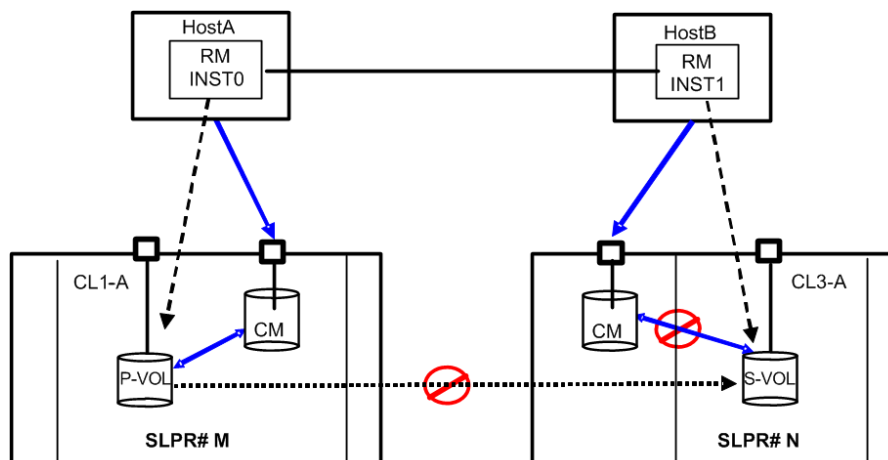 HostA
RM
INST0
HostB
RM
INST1
CL1-A
CM
P-VOL
SLPR# M
CL3-A
CM
S-VOL
SLPR# N